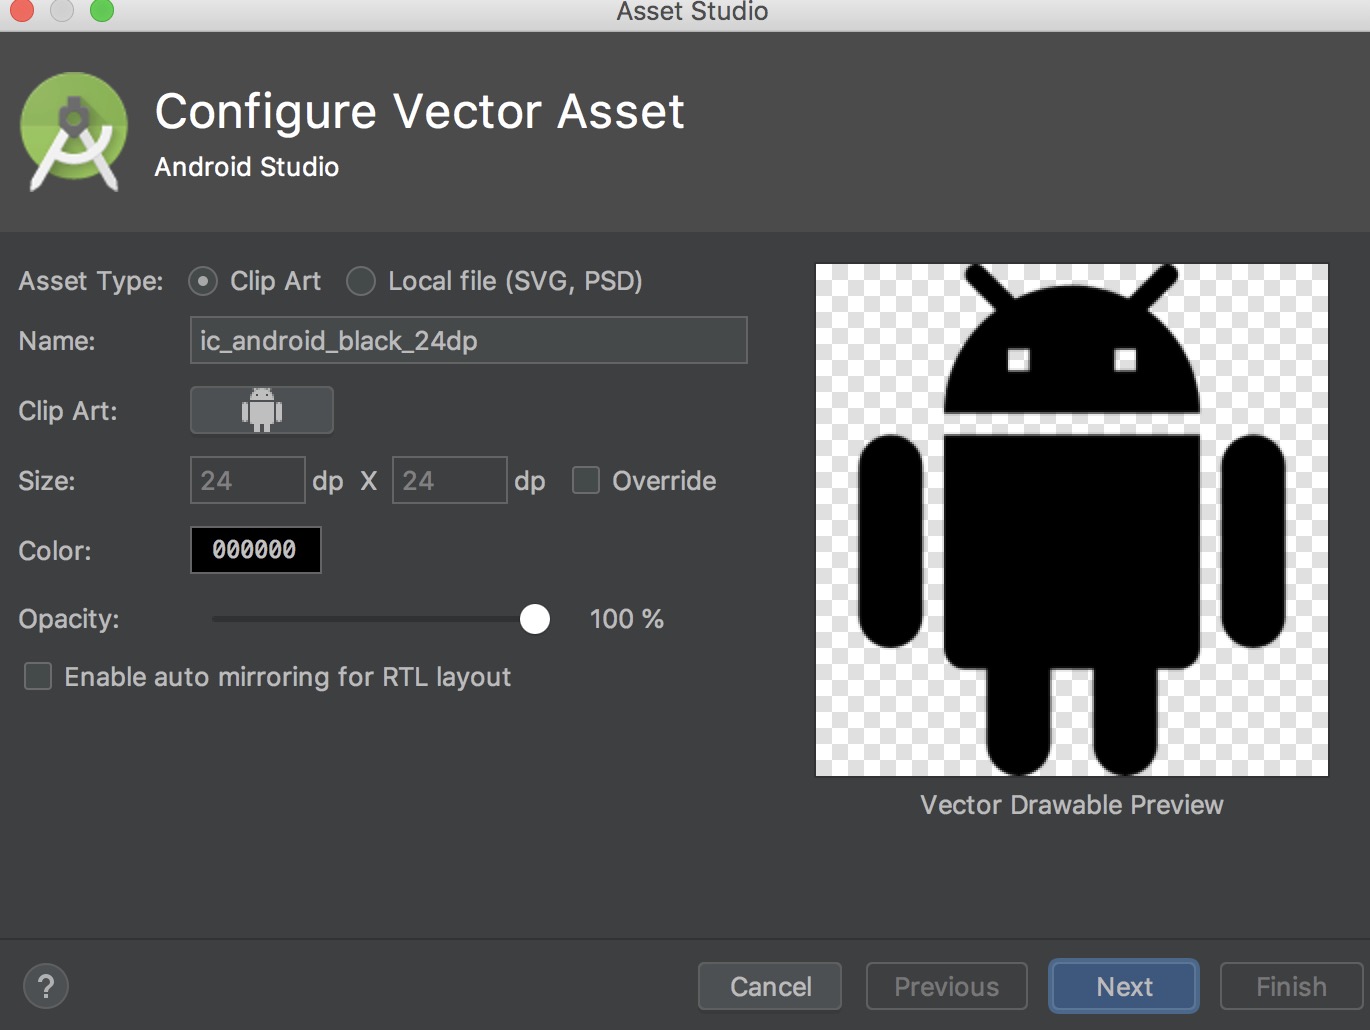 Asset Studio
Configure Vector Asset
Android Studio
Asset Type: Clip Art Local file (SVG, PSD)
Name: ic_android_black_24dp
Clip Art:
Size: 24 dp X 24 dp Override
Color: 000000
Opacity: 100 %
Enable auto mirroring for RTL layout
Vector Drawable Preview
? Cancel Previous Next Finish